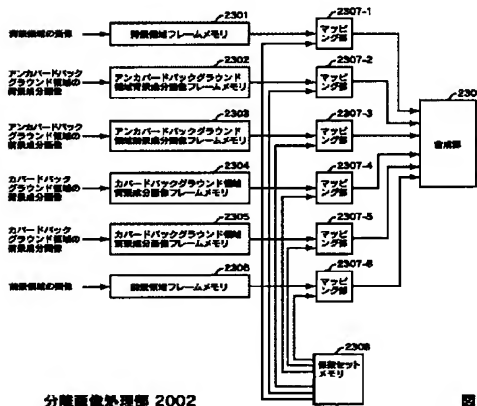 2301
背景領域の画像
背景領域フレームメモリ
2307-1
マッピング部
2302
アンカバードバック
グラウンド領域の
背景成分画像
アンカバードバックグラウンド
領域背景成分画像フレームメモリ
2307-2
マッピング部
2303
アンカバードバック
グラウンド領域の
前景成分画像
アンカバードバックグラウンド
領域前景成分画像フレームメモリ
2307-3
マッピング部
230
合成部
2304
カバードバック
グラウンド領域の
背景成分画像
カバードバックグラウンド領域
背景成分画像フレームメモリ
2307-4
マッピング部
2305
カバードバック
グラウンド領域の
前景成分画像
カバードバックグラウンド領域
前景成分画像フレームメモリ
2307-5
マッピング部
2306
前景領域の画像
前景領域フレームメモリ
2307-6
マッピング部
2308
係数セット
メモリ
分離画像処理部 2002
図